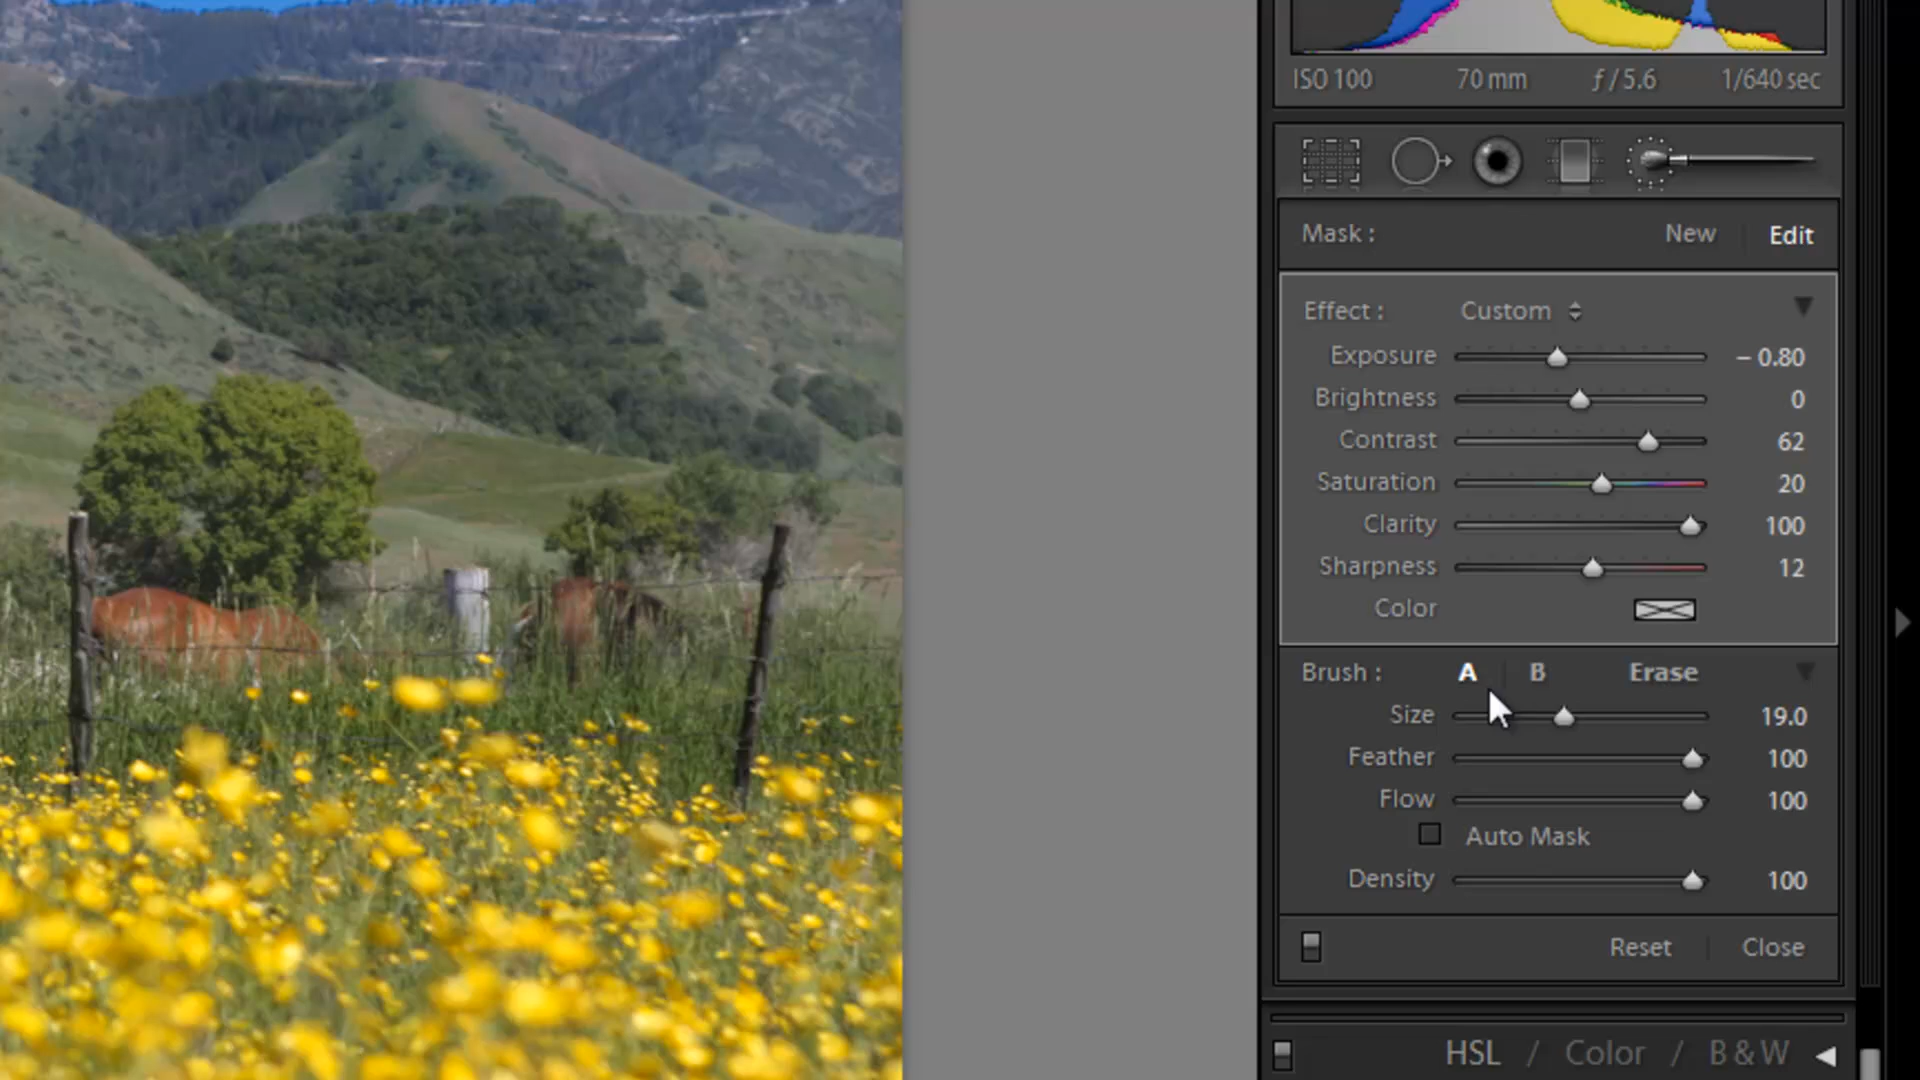 ISO 100 70 mm ƒ / 5.6 1/640 sec
Mask : New Edit
Effect : Custom
Exposure – 0.80
Brightness 0
Contrast 62
Saturation 20
Clarity 100
Sharpness 12
Color
Brush : A B Erase
Size 19.0
Feather 100
Flow 100
Auto Mask
Density 100
Reset Close
HSL / Color / B & W